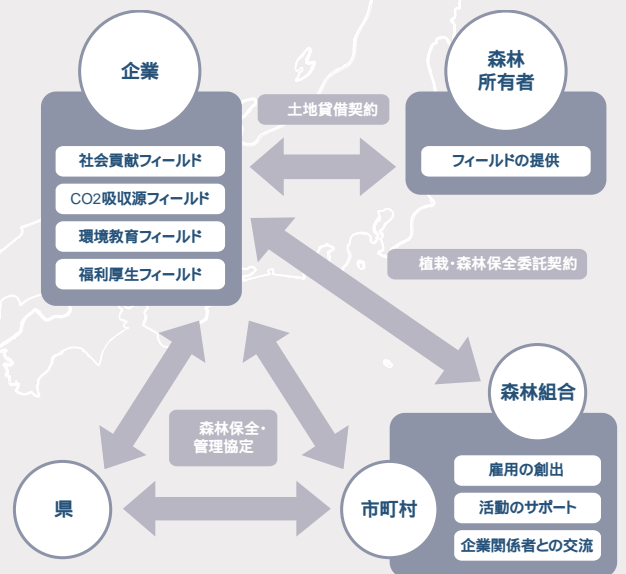 企業
社会貢献フィールド
CO2吸収源フィールド
環境教育フィールド
福利厚生フィールド
土地貸借契約
森林
所有者
フィールドの提供
植栽・森林保全委託契約
森林保全・
管理協定
県
市町村
森林組合
雇用の創出
活動のサポート
企業関係者との交流